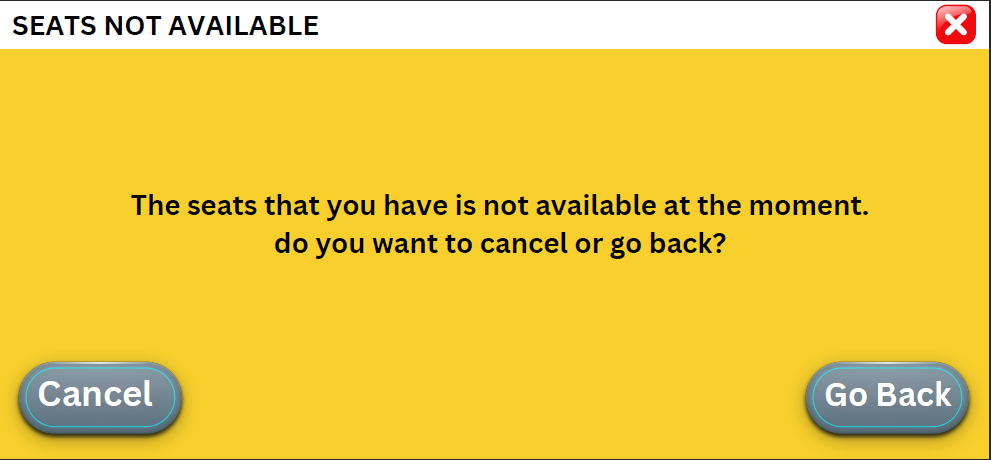 SEATS NOT AVAILABLE
The seats that you have is not available at the moment.
do you want to cancel or go back?
Cancel
Go Back